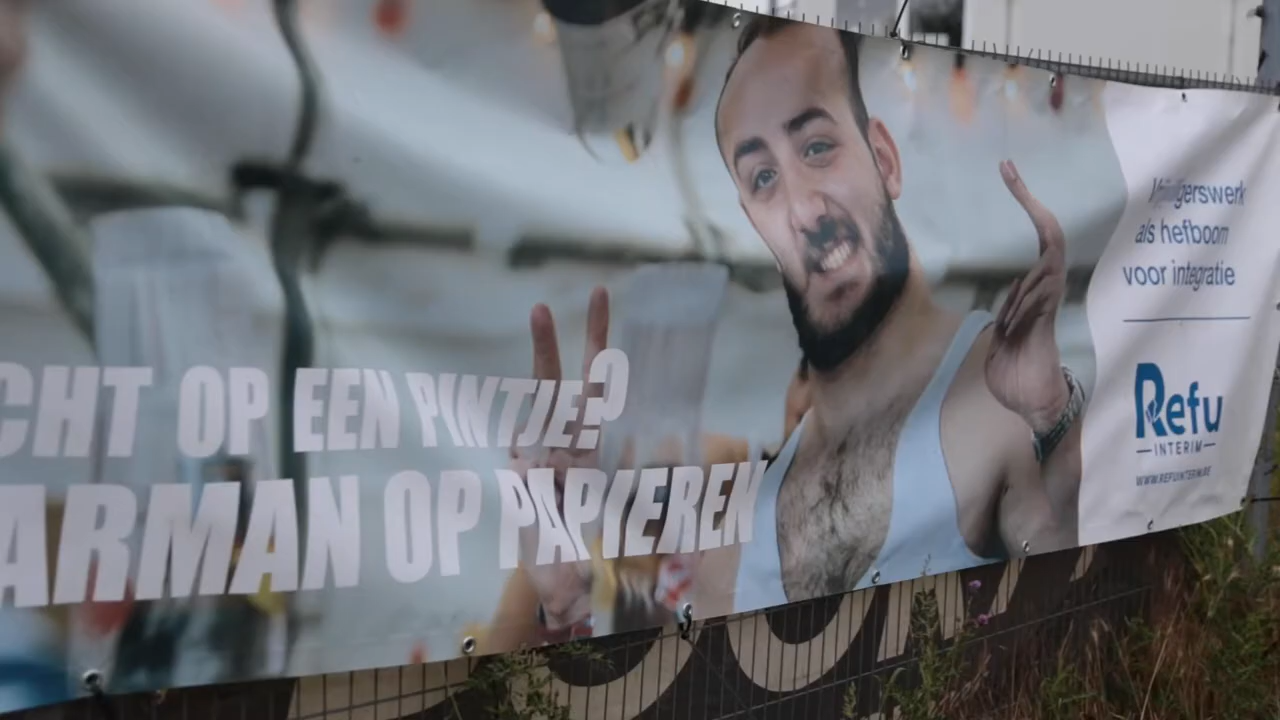 CHT OP EEN PINTJE?
ARMAN OP PAPIEREN
Vrijwilligerswerk
als hefboom
voor integratie
Refu
INTERIM
WWW.REFUINTERIM.BE